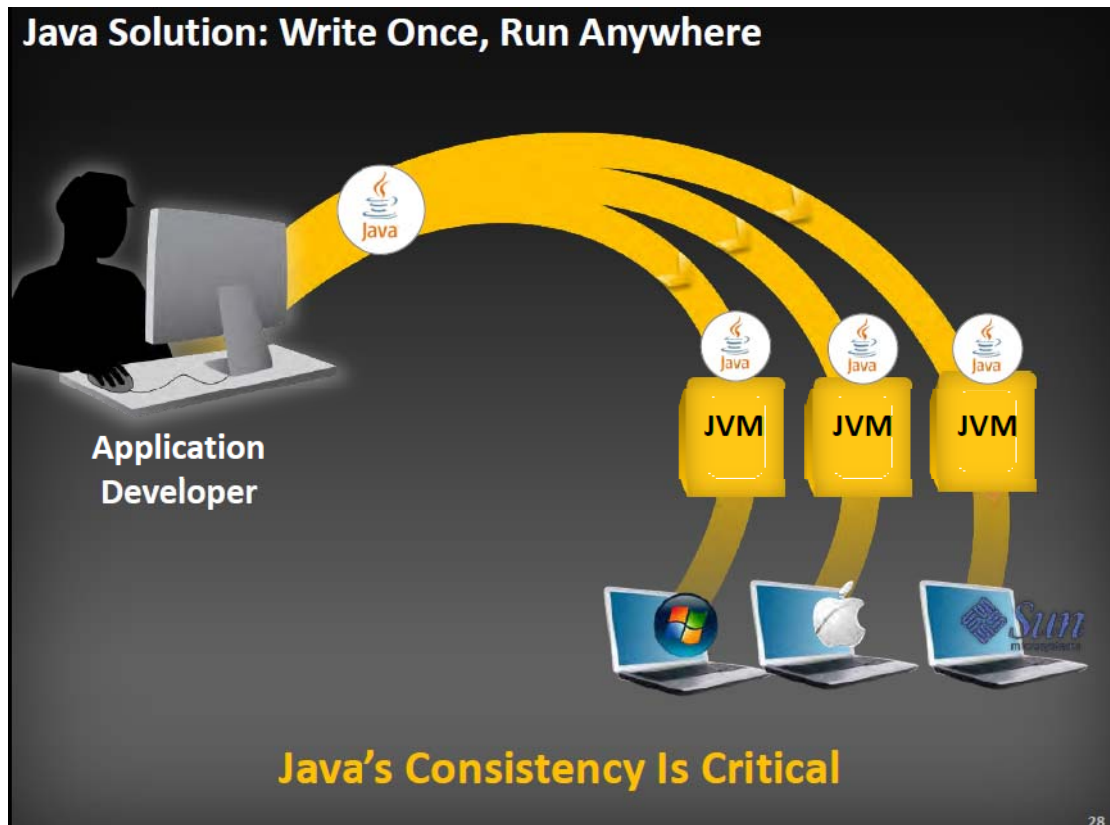 Java Solution: Write Once, Run Anywhere
Java
Java
Java
Java
JVM
JVM
JVM
Application
Developer
Sun
microsystems
Java's Consistency Is Critical
28